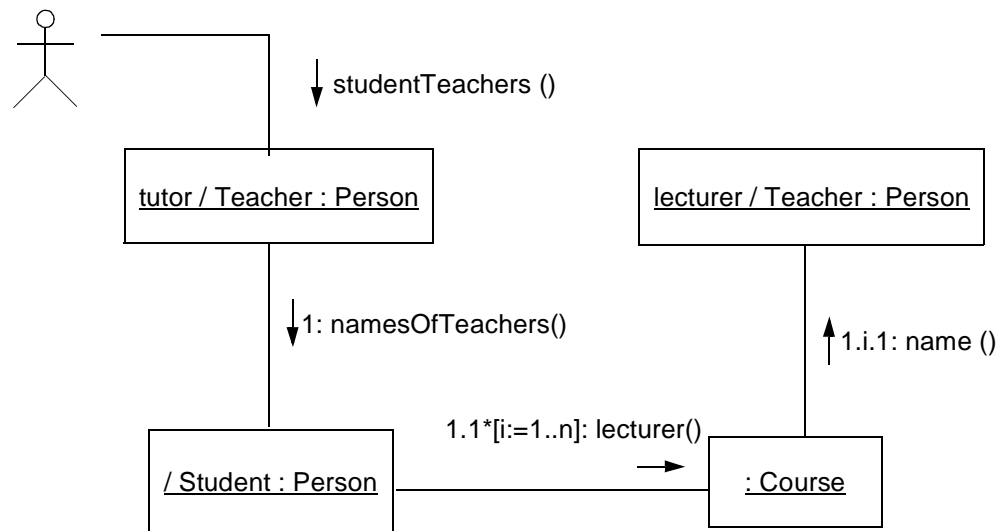 studentTeachers ()
tutor / Teacher : Person
lecturer / Teacher : Person
1: namesOfTeachers()
1.i.1: name ()
1.1*[i:=1..n]: lecturer()
/ Student : Person
: Course